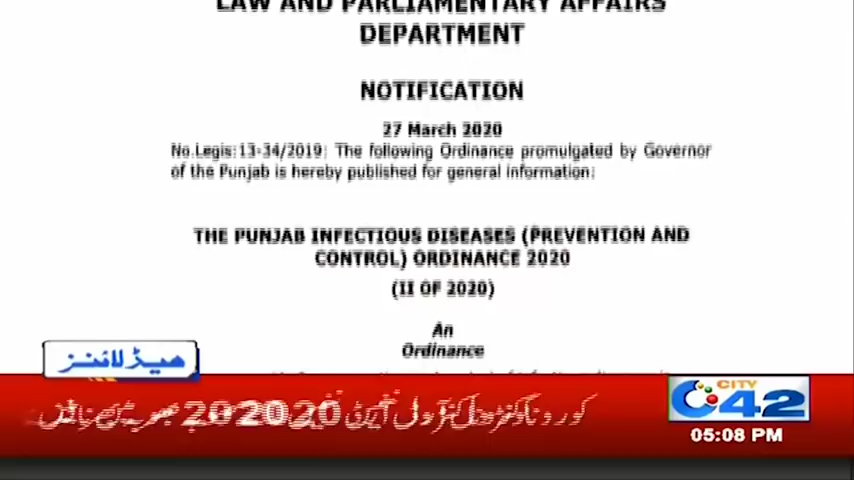 LAW AND PARLIAMENTARY AFFAIRS
DEPARTMENT
NOTIFICATION
27 March 2020
No.Legis:13-34/2019: The following Ordinance promulgated by Governor
of the Punjab is hereby published for general information:
THE PUNJAB INFECTIOUS DISEASES (PREVENTION AND
CONTROL) ORDINANCE 2020
(II OF 2020)
An
Ordinance
ہیڈ لائنز
CITY
42
05:08 PM